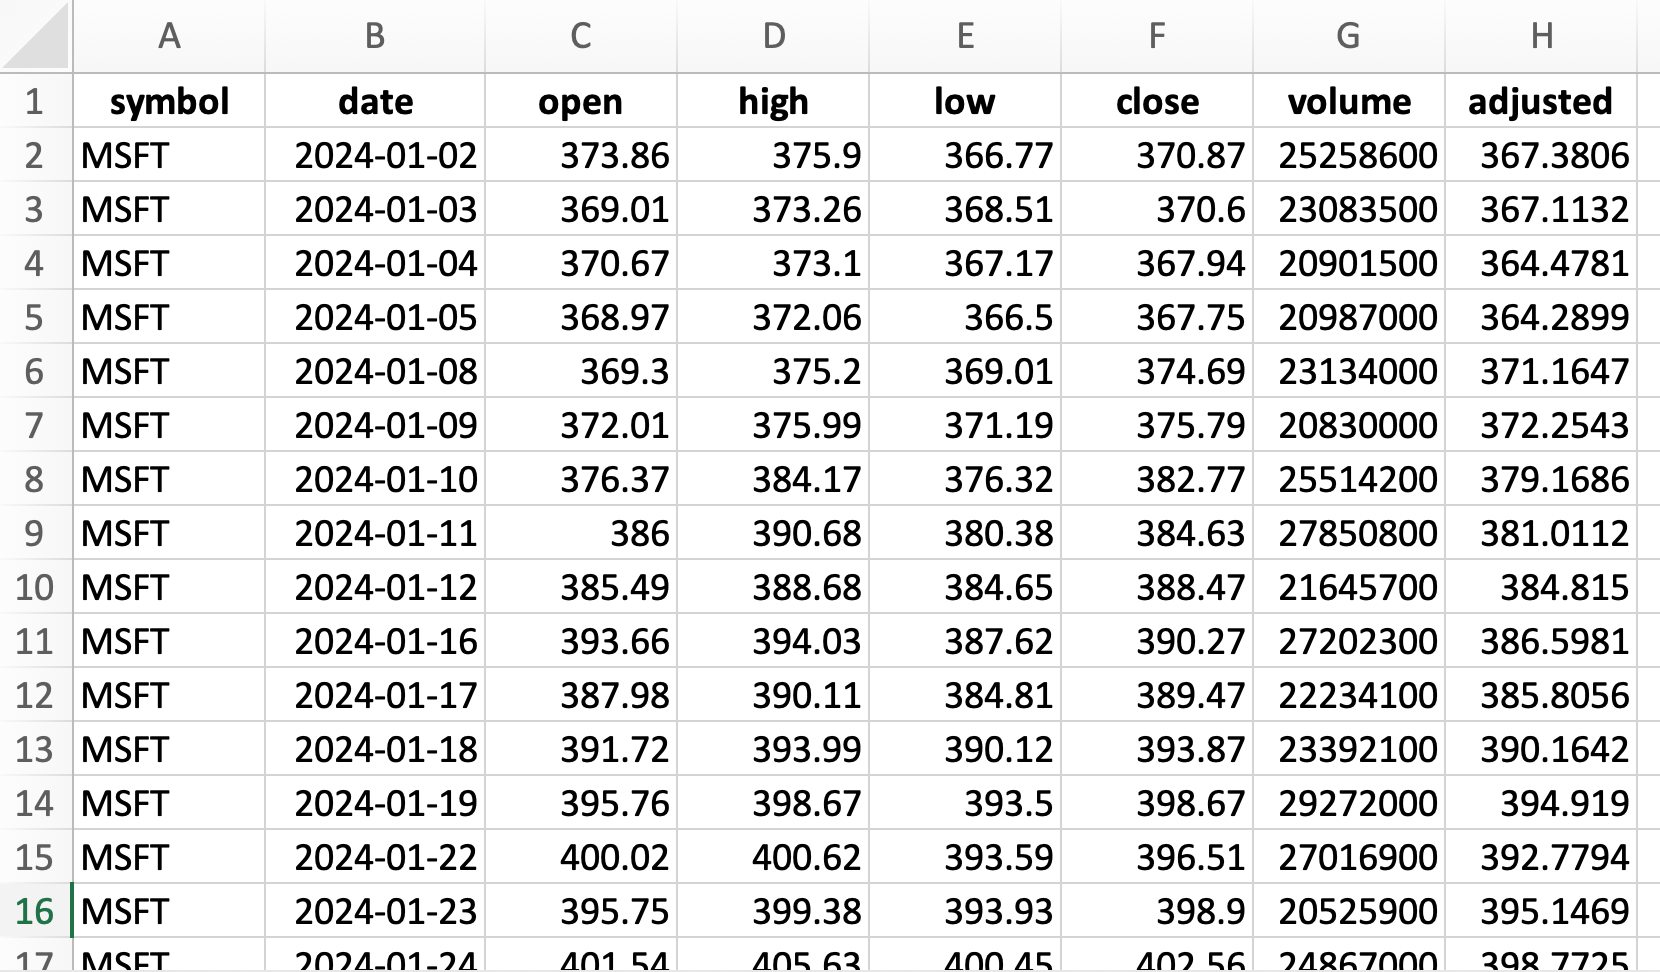 A B C D E F G H
1 symbol date open high low close volume adjusted
2 MSFT 2024-01-02 373.86 375.9 366.77 370.87 25258600 367.3806
3 MSFT 2024-01-03 369.01 373.26 368.51 370.6 23083500 367.1132
4 MSFT 2024-01-04 370.67 373.1 367.17 367.94 20901500 364.4781
5 MSFT 2024-01-05 368.97 372.06 366.5 367.75 20987000 364.2899
6 MSFT 2024-01-08 369.3 375.2 369.01 374.69 23134000 371.1647
7 MSFT 2024-01-09 372.01 375.99 371.19 375.79 20830000 372.2543
8 MSFT 2024-01-10 376.37 384.17 376.32 382.77 25514200 379.1686
9 MSFT 2024-01-11 386 390.68 380.38 384.63 27850800 381.0112
10 MSFT 2024-01-12 385.49 388.68 384.65 388.47 21645700 384.815
11 MSFT 2024-01-16 393.66 394.03 387.62 390.27 27202300 386.5981
12 MSFT 2024-01-17 387.98 390.11 384.81 389.47 22234100 385.8056
13 MSFT 2024-01-18 391.72 393.99 390.12 393.87 23392100 390.1642
14 MSFT 2024-01-19 395.76 398.67 393.5 398.67 29272000 394.919
15 MSFT 2024-01-22 400.02 400.62 393.59 396.51 27016900 392.7794
16 MSFT 2024-01-23 395.75 399.38 393.93 398.9 20525900 395.1469
17 MSFT 2024-01-24 401.54 405.63 400.45 402.56 24867000 398.7725